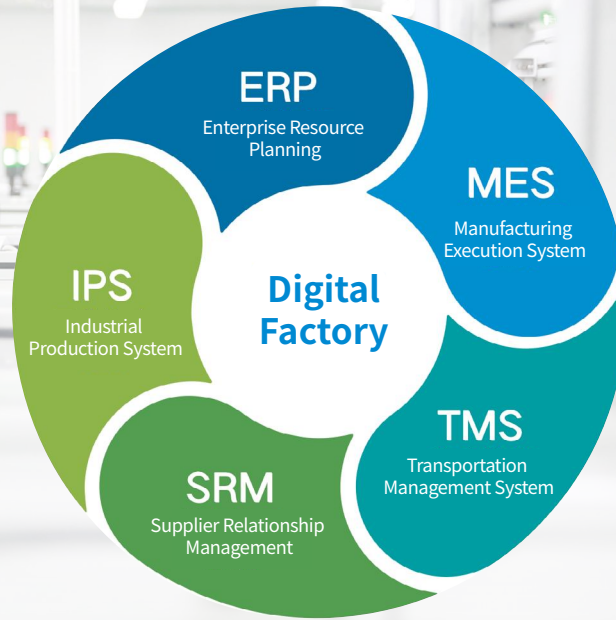 ERP
Enterprise Resource
Planning
MES
Manufacturing
Execution System
TMS
Transportation
Management System
SRM
Supplier Relationship
Management
IPS
Industrial
Production System
Digital
Factory